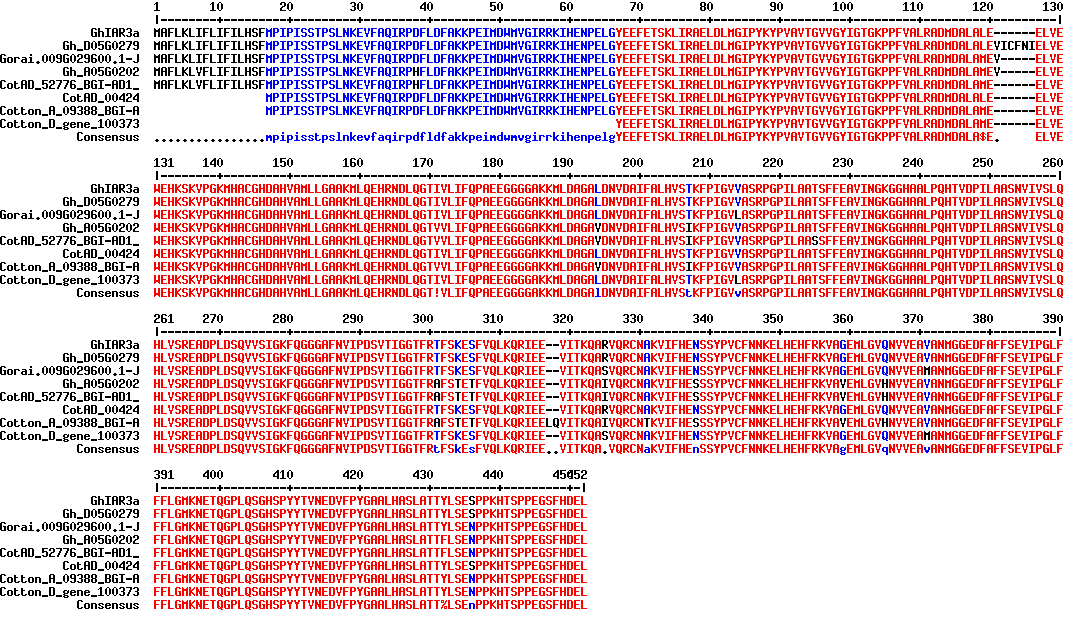 1 10 20 30 40 50 60 70 80 90 100 110 120 130
GhIAR3a MAFLKLIFLIFILHSFMPIPISSTPSLNKEVFAQIRPDFLDFAKKPEIMDWMVGIRRKIHENPELGYEEFETSKLIRAELDLMGIPYKYPVAVTGVVGYIGTGKPPFVALRADMDALALE------ELVE
Gh_D05G0279 MAFLKLIFLIFILHSFMPIPISSTPSLNKEVFAQIRPDFLDFAKKPEIMDWMVGIRRKIHENPELGYEEFETSKLIRAELDLMGIPYKYPVAVTGVVGYIGTGKPPFVALRADMDALALEVICFNIELVE
Gorai.009G029600.1-J MAFLKLIFLIFILHSFMPIPISSTPSLNKEVFAQIRPDFLDFAKKPEIMDWMVGIRRKIHENPELGYEEFETSKLIRAELDLMGIPYKYPVAVTGVVGYIGTGKPPFVALRADMDALAMEV-----ELVE
Gh_A05G0202 MAFLKLIFLIFILHSFMPIPISSTPSLNKEVFAQIRPHFLDFAKKPEIMDWMVGIRRKIHENPELGYEEFETSKLIRAELDLMGIPYKYPVAVTGVVGYIGTGKPPFVALRADMDALAMEV-----ELVE
CotAD_52776_BGI-AD1_ MAFLKLVFLIFILHSFMPIPISSTPSLNKEVFAQIRPHFLDFAKKPEIMDWMVGIRRKIHENPELGYEEFETSKLIRAELDLMGIPYKYPVAVTGVVGYIGTGKPPFVALRADMDALAME------ELVE
CotAD_00424 MPIPISSTPSLNKEVFAQIRPDFLDFAKKPEIMDWMVGIRRKIHENPELGYEEFETSKLIRAELDLMGIPYKYPVAVTGVVGYIGTGKPPFVALRADMDALALE------ELVE
Cotton_A_09388_BGI-A MPIPISSTPSLNKEVFAQIRPDFLDFAKKPEIMDWMVGIRRKIHENPELGYEEFETSKLIRAELDLMGIPYKYPVAVTGVVGYIGTGKPPFVALRADMDALAME------ELVE
Cotton_D_gene_100373 YEEFETSKLIRAELDLMGIPYKYPVAVTGVVGYIGTGKPPFVALRADMDALAME------ELVE
Consensus ................mpipisstpslnkevfaqirpdfldfakkpeimdwmvgirrkihenpelgYEEFETSKLIRAELDLMGIPYKYPVAVTGVVGYIGTGKPPFVALRADMDALA$E.     ELVE
131 140 150 160 170 180 190 200 210 220 230 240 250 260
GhIAR3a WEHKSKVPGKMHACGHDAHVAMLLGAAKMLQEHRNDLQGTIVLIFQPAEEGGGGAKKMLDAGALDNVDAIFALHVSTKFPIGVVASRPGPILAATSFFEAVINGKGGHAALPQHTVDPILAASNVIVSLQ
Gh_D05G0279 WEHKSKVPGKMHACGHDAHVAMLLGAAKMLQEHRNDLQGTIVLIFQPAEEGGGGAKKMLDAGALDNVDAIFALHVSTKFPIGVVASRPGPILAATSFFEAVINGKGGHAALPQHTVDPILAASNVIVSLQ
Gorai.009G029600.1-J WEHKSKVPGKMHACGHDAHVAMLLGAAKMLQEHRNDLQGTVVLIFQPAEEGGGGAKKMLDAGALDNVDAIFALHVSTKFPIGVLASRPGPILAATSFFEAVINGKGGHAALPQHTVDPILAASNVIVSLQ
Gh_A05G0202 WEHKSKVPGKMHACGHDAHVAMLLGAAKMLQEHRNDLQGTVVLIFQPAEEGGGGAKKMLDAGAVDNVDAIFALHVSIKFPIGVVASRPGPILAATSFFEAVINGKGGHAALPQHTVDPILAASNVIVSLQ
CotAD_52776_BGI-AD1_ WEHKSKVPGKMHACGHDAHVAMLLGAAKMLQEHRNDLQGTVVLIFQPAEEGGGGAKKMLDAGAVDNVDAIFALHVSIKFPIGVVASRPGPILAASSFFEAVINGKGGHAALPQHTVDPILAASNVIVSLQ
CotAD_00424 WEHKSKVPGKMHACGHDAHVAMLLGAAKMLQEHRNDLQGTIVLIFQPAEEGGGGAKKMLDAGALDNVDAIFALHVSTKFPIGVVASRPGPILAATSFFEAVINGKGGHAALPQHTVDPILAASNVIVSLQ
Cotton_A_09388_BGI-A WEHKSKVPGKMHACGHDAHVAMLLGAAKMLQEHRNDLQGTVVLIFQPAEEGGGGAKKMLDAGAVDNVDAIFALHVSIKFPIGVVASRPGPILAATSFFEAVINGKGGHAALPQHTVDPILAASNVIVSLQ
Cotton_D_gene_100373 WEHKSKVPGKMHACGHDAHVAMLLGAAKMLQEHRNDLQGTVVLIFQPAEEGGGGAKKMLDAGALDNVDAIFALHVSTKFPIGVLASRPGPILAATSFFEAVINGKGGHAALPQHTVDPILAASNVIVSLQ
Consensus WEHKSKVPGKMHACGHDAHVAMLLGAAKMLQEHRNDLQGT!VLIFQPAEEGGGGAKKMLDAGAlDNVDAIFALHVStKFPIGVvASRPGPILAATSFFEAVINGKGGHAALPQHTVDPILAASNVIVSLQ
261 270 280 290 300 310 320 330 340 350 360 370 380 390
GhIAR3a HLVSREADPLDSQVVSIGKFQGGGAFNVIPDSVTIGGTFRTFSKESFVQLKQRIEE--VITKQARVQRCNAKVIFHENSSYPVCFNNKELHEHFRKVAGEMLGVQNVVEAVANMGGEDFAFFSEVIPGLF
Gh_D05G0279 HLVSREADPLDSQVVSIGKFQGGGAFNVIPDSVTIGGTFRTFSKESFVQLKQRIEE--VITKQARVQRCNAKVIFHENSSYPVCFNNKELHEHFRKVAGEMLGVQNVVEAVANMGGEDFAFFSEVIPGLF
Gorai.009G029600.1-J HLVSREADPLDSQVVSIGKFQGGGAFNVIPDSVTIGGTFRTFSKESFVQLKQRIEE--VITKQASVQRCNAKVIFHENSSYPVCFNNKELHEHFRKVAGEMLGVQNVVEAMANMGGEDFAFFSEVIPGLF
Gh_A05G0202 HLVSREADPLDSQVVSIGKFQGGGAFNVIPDSVTIGGTFRAFSTETFVQLKQRIEE--VITKQAIVQRCNAKVIFHESSSYPVCFNNKELHEHFRKVAVEMLGVHNVVEAVANMGGEDFAFFSEVIPGLF
CotAD_52776_BGI-AD1_ HLVSREADPLDSQVVSIGKFQGGGAFNVIPDSVTIGGTFRAFSTETFVQLKQRIEE--VITKQAIVQRCNAKVIFHESSSYPVCFNNKELHEHFRKVAVEMLGVHNVVEAVANMGGEDFAFFSEVIPGLF
CotAD_00424 HLVSREADPLDSQVVSIGKFQGGGAFNVIPDSVTIGGTFRTFSKESFVQLKQRIEE--VITKQARVQRCNAKVIFHENSSYPVCFNNKELHEHFRKVAGEMLGVQNVVEAVANMGGEDFAFFSEVIPGLF
Cotton_A_09388_BGI-A HLVSREADPLDSQVVSIGKFQGGGAFNVIPDSVTIGGTFRAFSTETFVQLKQRIEELQVITKQAIVQRCNTKVIFHESSSYPVCFNNKELHEHFRKVAVEMLGVHNVVEAVANMGGEDFAFFSEVIPGLF
Cotton_D_gene_100373 HLVSREADPLDSQVVSIGKFQGGGAFNVIPDSVTIGGTFRTFSKESFVQLKQRIEE--VITKQASVQRCNAKVIFHENSSYPVCFNNKELHEHFRKVAGEMLGVQNVVEAMANMGGEDFAFFSEVIPGLF
Consensus HLVSREADPLDSQVVSIGKFQGGGAFNVIPDSVTIGGTFRtFSkEsFVQLKQRIEE..VITKQA.VQRCNaKVIFHEnSSYPVCFNNKELHEHFRKVAgEMLGVqNVVEAvANMGGEDFAFFSEVIPGLF
391 400 410 420 430 440 450452
GhIAR3a FFLGMKNETQGPLQSGHSPYYTVNEDVFPYGAALHASLATTYLSESPPKHTSPPEGSFHDEL
Gh_D05G0279 FFLGMKNETQGPLQSGHSPYYTVNEDVFPYGAALHASLATTYLSESPPKHTSPPEGSFHDEL
Gorai.009G029600.1-J FFLGMKNETQGPLQSGHSPYYTVNEDVFPYGAALHASLATTYLSENPPKHTSPPEGSFHDEL
Gh_A05G0202 FFLGMKNETQGPLQSGHSPYYTVNEDVFPYGAALHASLATTFLSENPPKHTSPPEGSFHDEL
CotAD_52776_BGI-AD1_ FFLGMKNETQGPLQSGHSPYYTVNEDVFPYGAALHASLATTFLSENPPKHTSPPEGSFHDEL
CotAD_00424 FFLGMKNETQGPLQSGHSPYYTVNEDVFPYGAALHASLATTYLSESPPKHTSPPEGSFHDEL
Cotton_A_09388_BGI-A FFLGMKNETQGPLQSGHSPYYTVNEDVFPYGAALHASLATTFLSENPPKHTSPPEGSFHDEL
Cotton_D_gene_100373 FFLGMKNETQGPLQSGHSPYYTVNEDVFPYGAALHASLATTYLSENPPKHTSPPEGSFHDEL
Consensus FFLGMKNETQGPLQSGHSPYYTVNEDVFPYGAALHASLATT%LSEnPPKHTSPPEGSFHDEL